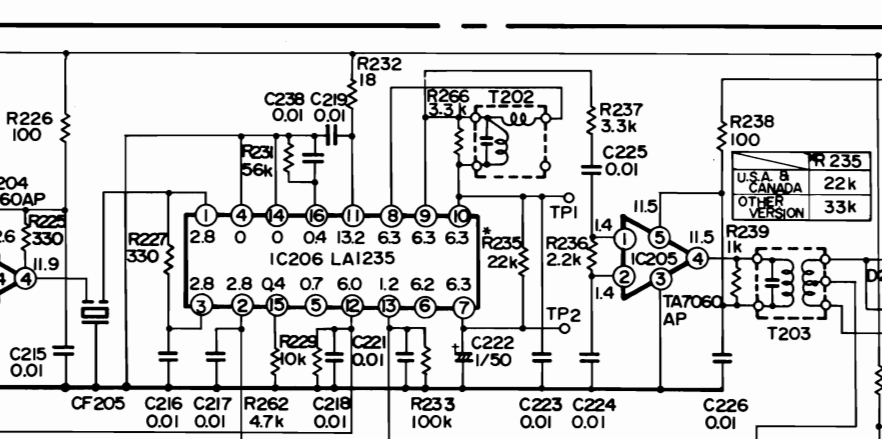 R232
18
R226
100
C238 C219
0.01 0.01
R266
3.3k
T202
R237
3.3k
R238
100
R231
56k
C225
0.01
R235
U.S.A. &
CANADA
22k
OTHER
VERSION
33k
204
60AP
R225
330
2.6
11.9
4
R227
330
1 4 14 16 11 8 9 10
2.8 0 0 0.4 13.2 6.3 6.3 6.3
IC206 LA1235
2.8 2.8 0.4 0.7 6.0 1.2 6.2 6.3
3 2 15 5 12 13 6 7
TP1
*
R235
22k
R236
2.2k
1.4
11.5
11.5
1 5
IC205
4
2 3
1.4
R239
1k
TA7060
AP
T203
TP2
C215
0.01
R229
10k
C221
0.01
+
C222
1/50
CF205
C216
0.01
C217
0.01
R262
4.7k
C218
0.01
R233
100k
C223
0.01
C224
0.01
C226
0.01